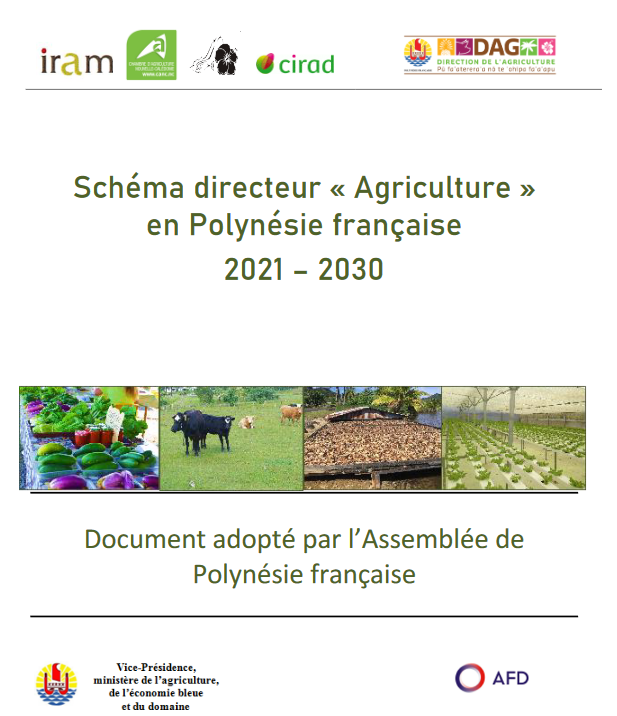 iram
CHAMBRE D'AGRICULTURE
NOUVELLE-CALÉDONIE
www.canc.nc
cirad
DAG
DIRECTION DE L'AGRICULTURE
Pū fa'aterera'a nā te 'ohipa fa'a'apu
Schéma directeur « Agriculture »
en Polynésie française
2021 – 2030
Document adopté par l'Assemblée de
Polynésie française
Vice-Présidence,
ministère de l'agriculture,
de l'économie bleue
et du domaine
AFD